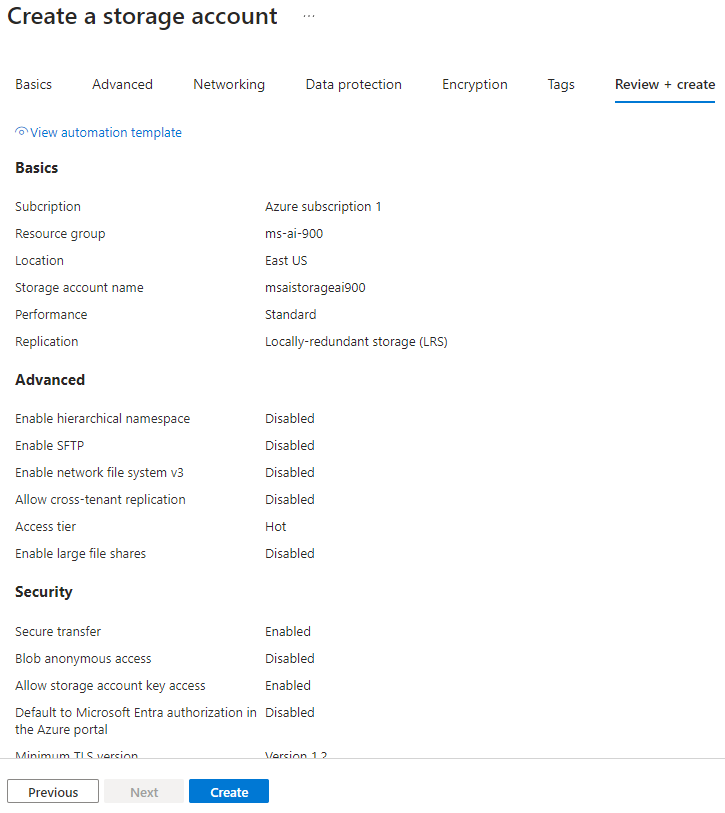 Create a storage account ...
Basics Advanced Networking Data protection Encryption Tags Review + create
View automation template
Basics
Subcription Azure subscription 1
Resource group ms-ai-900
Location East US
Storage account name msaistorageai900
Performance Standard
Replication Locally-redundant storage (LRS)
Advanced
Enable hierarchical namespace Disabled
Enable SFTP Disabled
Enable network file system v3 Disabled
Allow cross-tenant replication Disabled
Access tier Hot
Enable large file shares Disabled
Security
Secure transfer Enabled
Blob anonymous access Disabled
Allow storage account key access Enabled
Default to Microsoft Entra authorization in Disabled
the Azure portal
Minimum TLS version Version 1.2
Previous Next Create